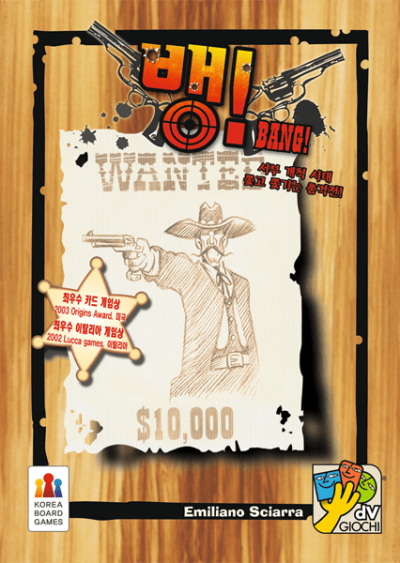 뱅!
BANG!
WANTED
서부 개척 시대
쫓고 쫓기는 총격전!
최우수 카드 게임상
2003 Origins Award, 미국
최우수 이탈리아 게임상
2002 Lucca games, 이탈리아
$10,000
KOREA
BOARD
GAMES
Emiliano Sciarra
dV
GIOCHI